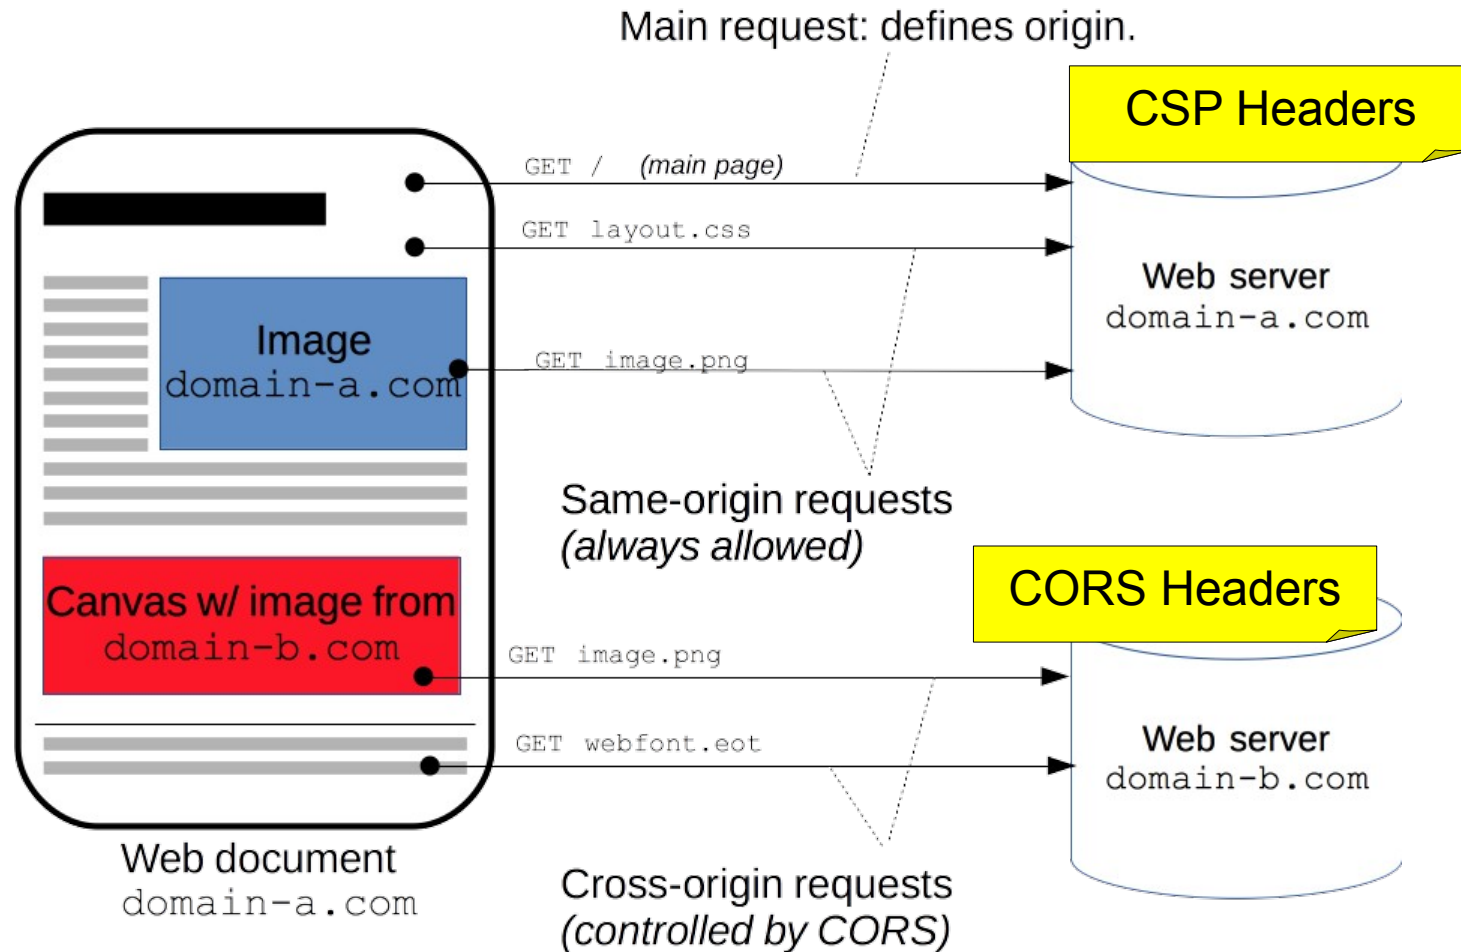 Main request: defines origin.
CSP Headers
GET / (main page)
GET layout.css
Web server
domain-a.com
Image
domain-a.com
GET image.png
Same-origin requests
(always allowed)
CORS Headers
Canvas w/ image from
domain-b.com
GET image.png
GET webfont.eot
Web server
domain-b.com
Web document
domain-a.com
Cross-origin requests
(controlled by CORS)